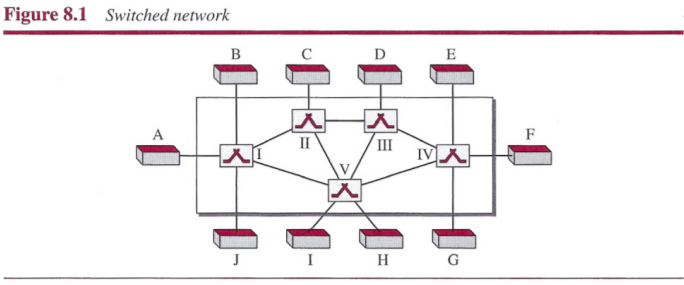 Figure 8.1 Switched network
B C D E
A F
I II III IV
V
J I H G